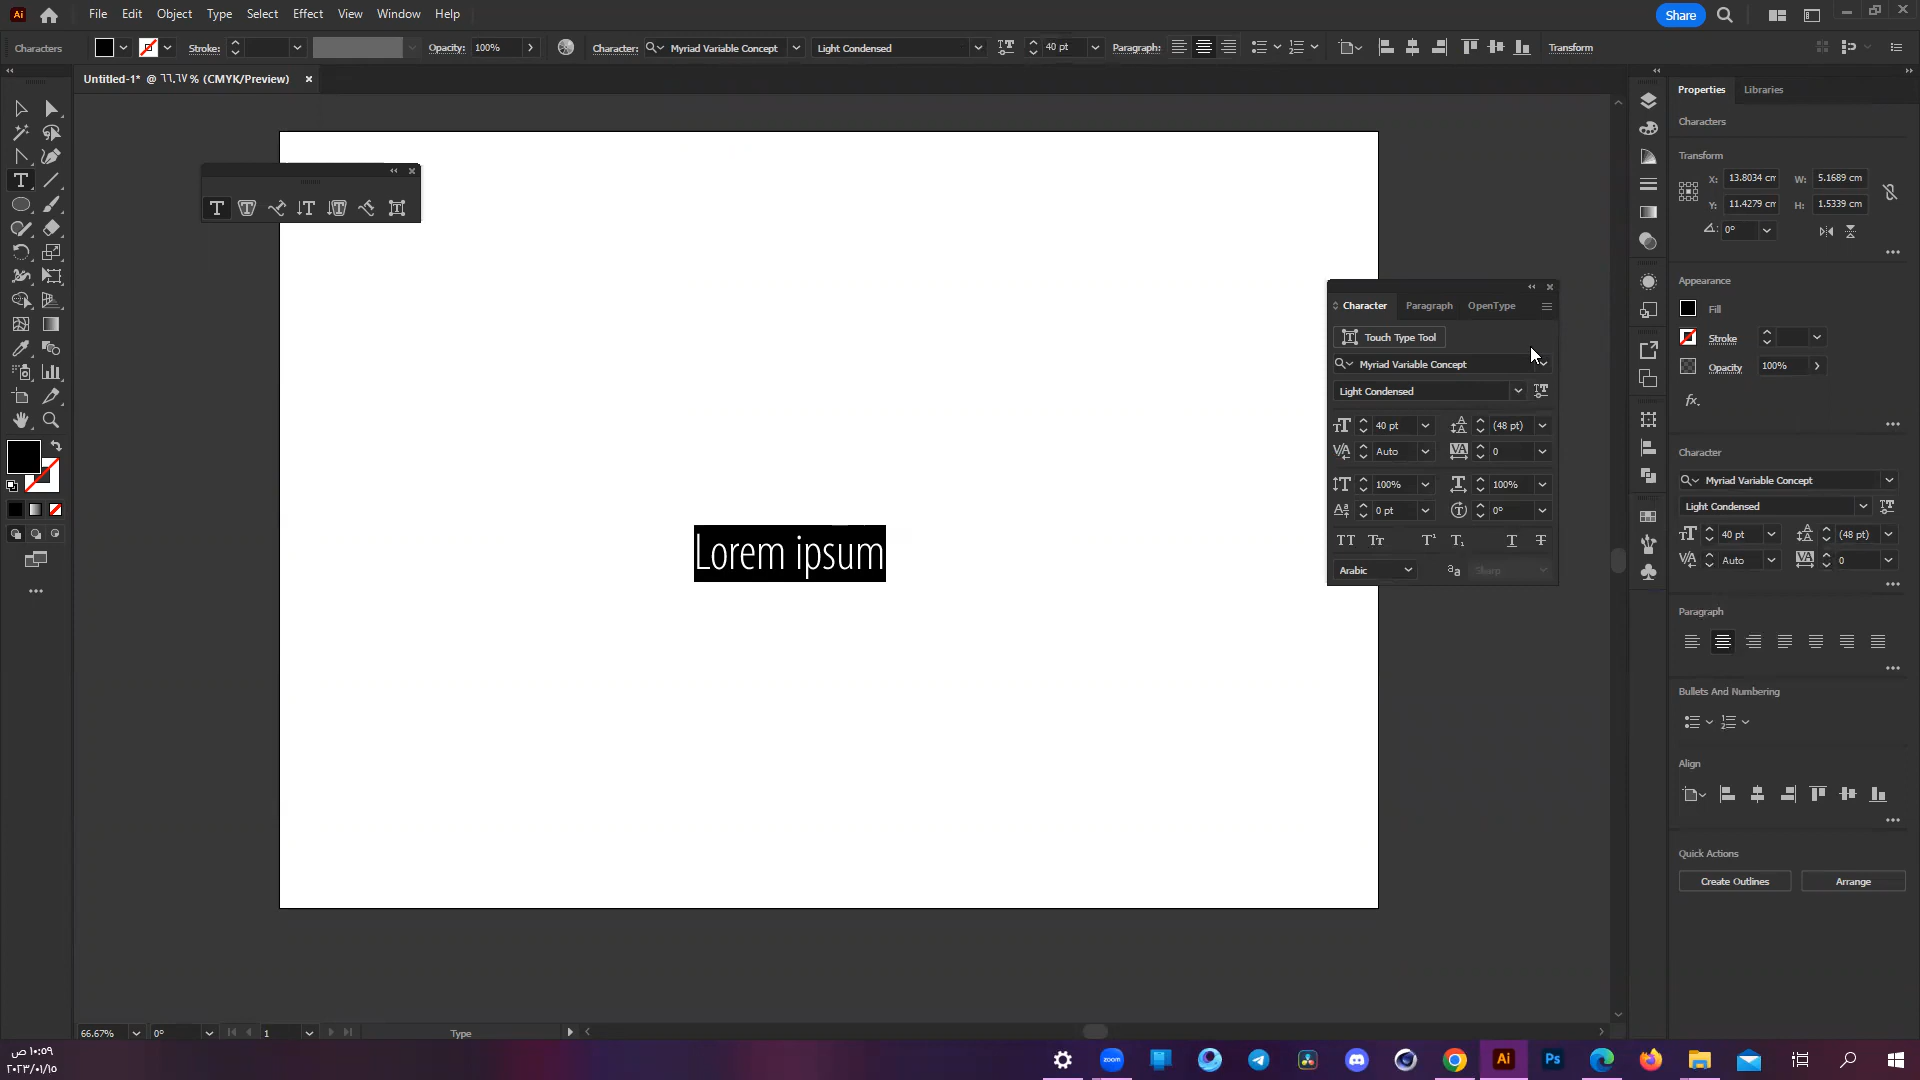 Ai File Edit Object Type Select Effect View Window Help Share
Characters Stroke: Opacity: 100% Character: Myriad Variable Concept Light Condensed 40 pt Paragraph: Transform
Untitled-1* @ ٦٦.٦٧ % (CMYK/Preview)
Properties Libraries
Characters
Transform
X: 13.8034 cm W: 5.1689 cm
Y: 11.4279 cm H: 1.5339 cm
0°
Appearance
Fill
Stroke
Opacity 100%
fx.
Character
Myriad Variable Concept
Light Condensed
40 pt (48 pt)
Auto 0
Paragraph
Bullets And Numbering
Align
Quick Actions
Create Outlines Arrange
Character Paragraph OpenType
Touch Type Tool
Myriad Variable Concept
Light Condensed
40 pt (48 pt)
Auto 0
100% 100%
0 pt 0°
Arabic Sharp
Lorem ipsum
66.67% 0° 1 Type
١٠:٥٩ ص
٢٠٢٣/٠١/١٥
zoom Ai Ps